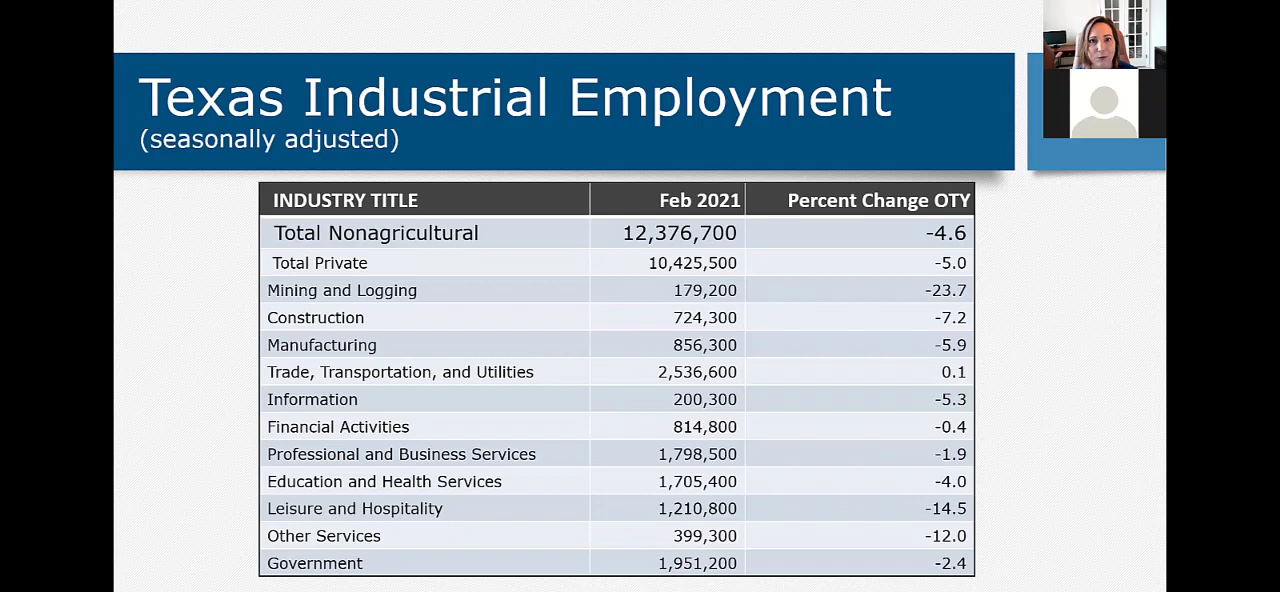 Texas Industrial Employment
(seasonally adjusted)
INDUSTRY TITLE Feb 2021 Percent Change OTY
Total Nonagricultural 12,376,700 -4.6
Total Private 10,425,500 -5.0
Mining and Logging 179,200 -23.7
Construction 724,300 -7.2
Manufacturing 856,300 -5.9
Trade, Transportation, and Utilities 2,536,600 0.1
Information 200,300 -5.3
Financial Activities 814,800 -0.4
Professional and Business Services 1,798,500 -1.9
Education and Health Services 1,705,400 -4.0
Leisure and Hospitality 1,210,800 -14.5
Other Services 399,300 -12.0
Government 1,951,200 -2.4